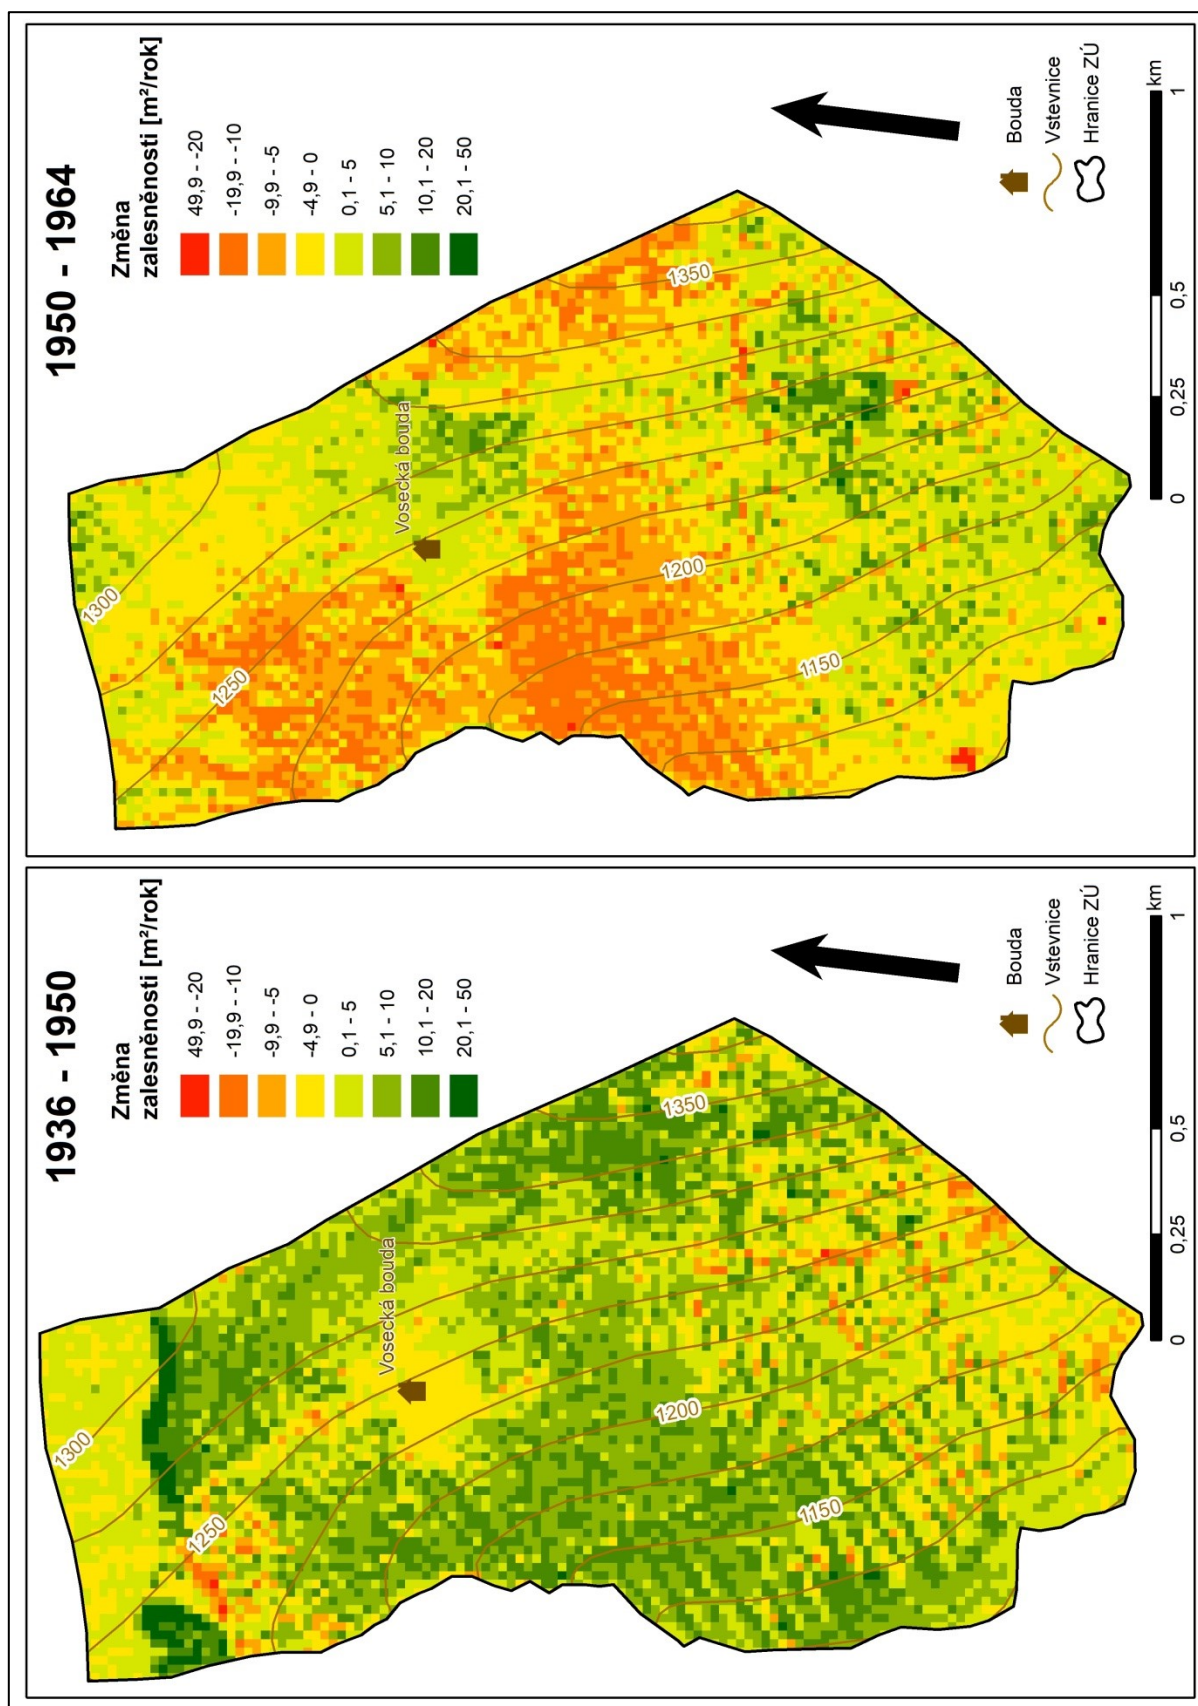 1936 - 1950
Změna
zalesněnosti [m²/rok]
49,9 - -20
-19,9 - -10
-9,9 - -5
-4,9 - 0
0,1 - 5
5,1 - 10
10,1 - 20
20,1 - 50
1300
1250
Vosecká bouda
1350
1200
1150
Bouda
Vstevnice
Hranice ZÚ
0
0,25
0,5
1
km
1950 - 1964
Změna
zalesněnosti [m²/rok]
49,9 - -20
-19,9 - -10
-9,9 - -5
-4,9 - 0
0,1 - 5
5,1 - 10
10,1 - 20
20,1 - 50
1300
1250
Vosecká bouda
1350
1200
1150
Bouda
Vstevnice
Hranice ZÚ
0
0,25
0,5
1
km